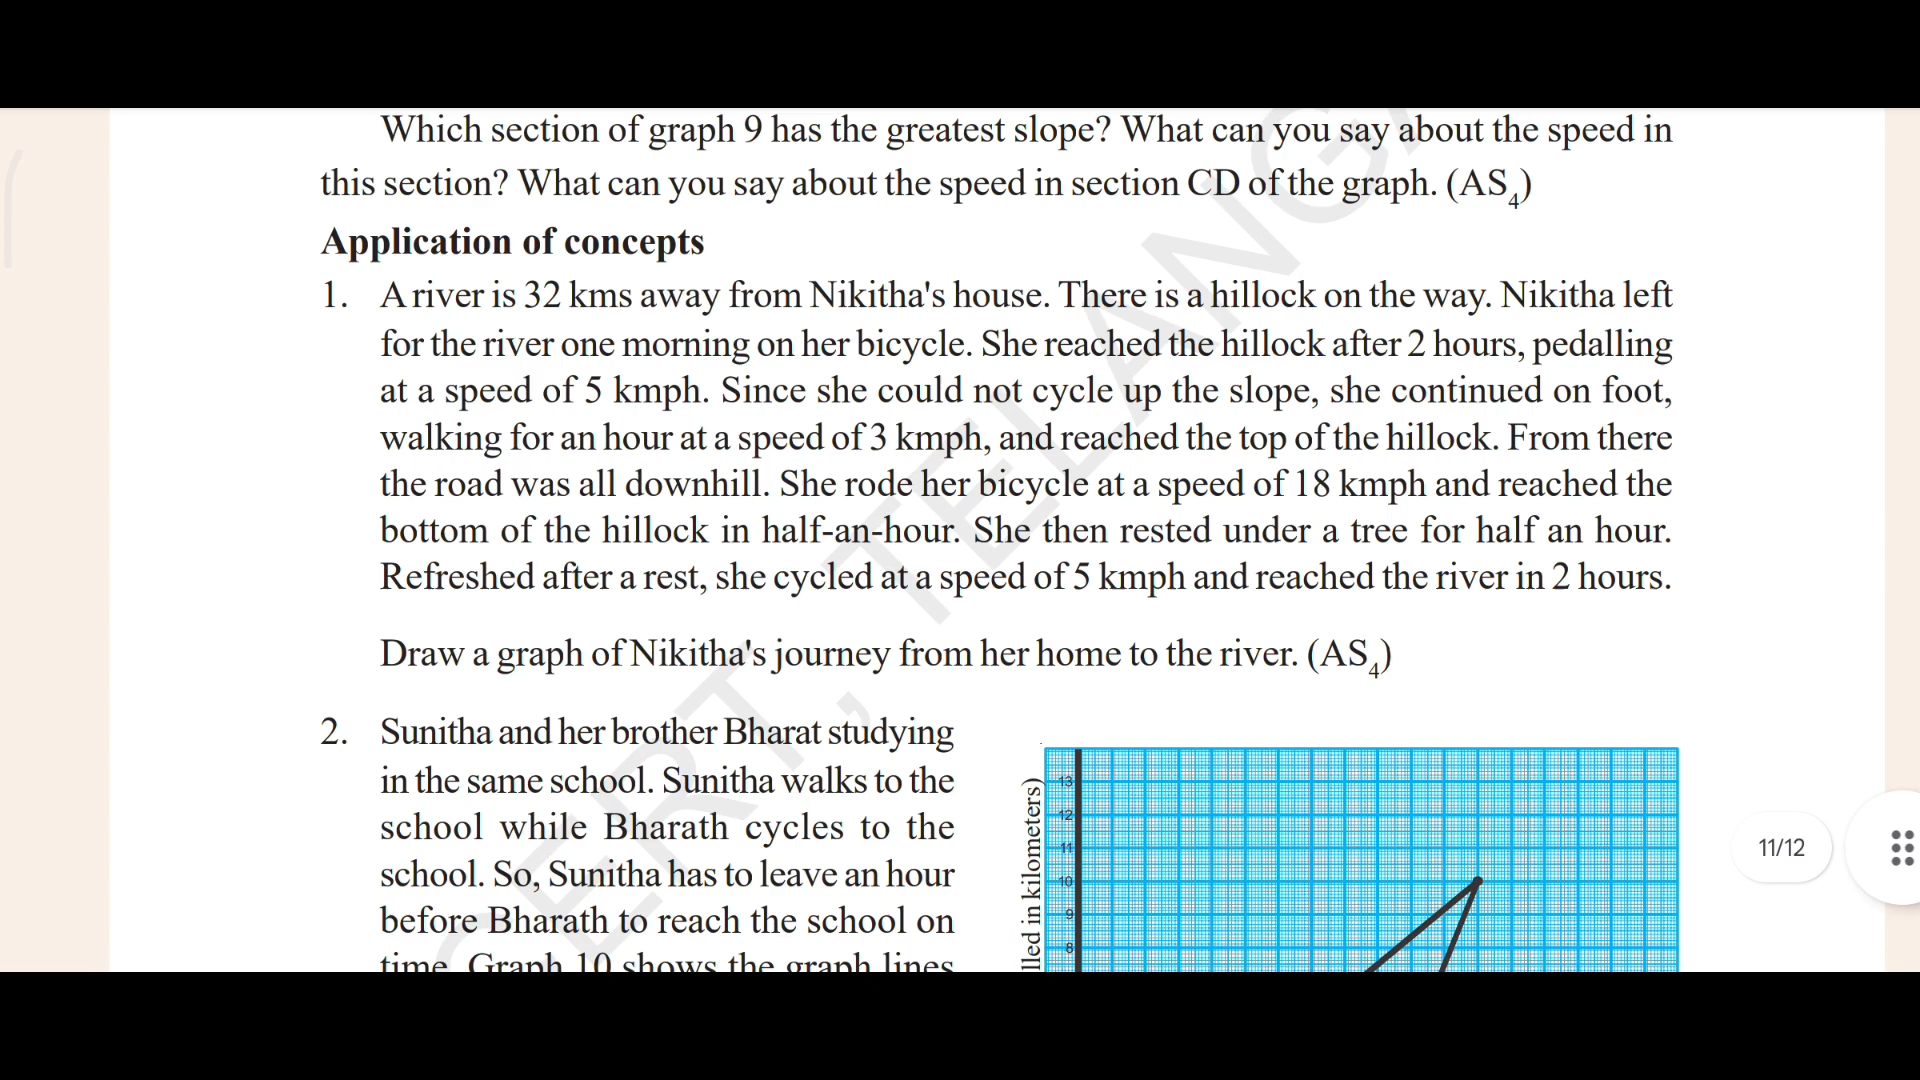 Which section of graph 9 has the greatest slope? What can you say about the speed in
this section? What can you say about the speed in section CD of the graph. (AS₄)
Application of concepts
1. A river is 32 kms away from Nikitha's house. There is a hillock on the way. Nikitha left
for the river one morning on her bicycle. She reached the hillock after 2 hours, pedalling
at a speed of 5 kmph. Since she could not cycle up the slope, she continued on foot,
walking for an hour at a speed of 3 kmph, and reached the top of the hillock. From there
the road was all downhill. She rode her bicycle at a speed of 18 kmph and reached the
bottom of the hillock in half-an-hour. She then rested under a tree for half an hour.
Refreshed after a rest, she cycled at a speed of 5 kmph and reached the river in 2 hours.
Draw a graph of Nikitha's journey from her home to the river. (AS₄)
2. Sunitha and her brother Bharat studying
in the same school. Sunitha walks to the
school while Bharath cycles to the
school. So, Sunitha has to leave an hour
before Bharath to reach the school on
time. Graph 10 shows the graph lines
lled in kilometers)
13
12
11
10
9
8
11/12
CERT, TELANGA